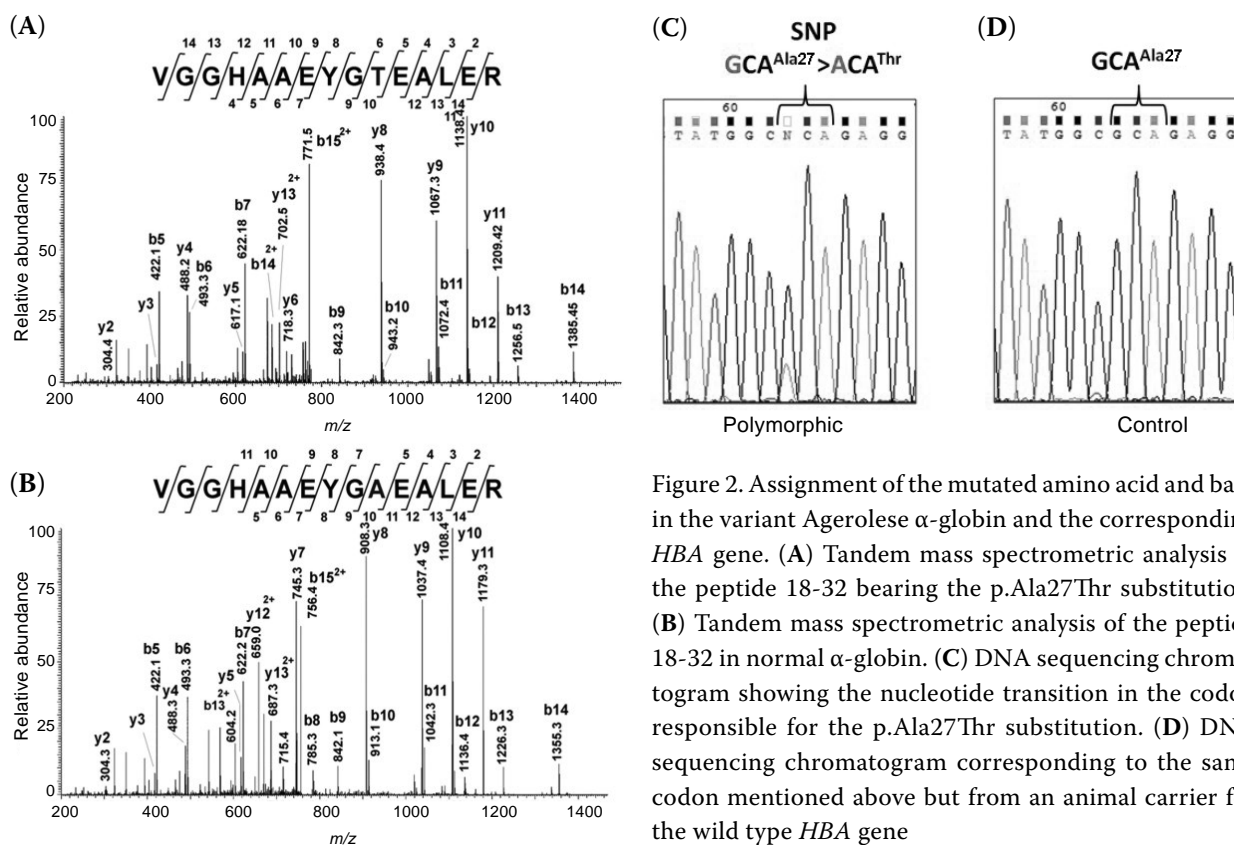 (A)
14 13 12 11 10 9 8 6 5 4 3 2
VGGHAAEYGTEALER
4 5 6 7 9 10 12 13 14
11
Relative abundance
100
75
50
25
0
y2
304.4
y3
b5
422.1
y4
488.2
b6
493.3
y5
617.1
b7
622.18
b14 2+
y13 2+
702.5
y6
718.3
771.5
b15 2+
b9
842.3
y8
938.4
b10
943.2
y9
1067.3
b11
1072.4
1138.4
y10
b12
y11
1209.42
b13
1256.5
b14
1385.45
200 400 600 800 1000 1200 1400
m/z
(B)
11 10 9 8 7 5 4 3 2
VGGHAAEYGAEALER
5 6 7 8 9 10 11 12 13 14
Relative abundance
100
75
50
25
0
y2
304.3
y3
b5
422.1
y4
488.3
b6
493.3
b13 2+
604.2
y5
b7
622.2
y12 2+
659.0
y13 2+
687.3
715.4
y7
745.3
756.4
b15 2+
b8
785.3
b9
842.1
908.3
y8
b10
913.1
y9
1037.4
b11
1042.3
1108.4
y10
b12
1136.4
y11
1179.3
b13
1226.3
b14
1355.3
200 400 600 800 1000 1200 1400
m/z
(C)
SNP
GCA Ala27>ACA Thr
60
T A T G G C N C A G A G G
Polymorphic
(D)
GCA Ala27
60
T A T G G C G C A G A G G
Control
Figure 2. Assignment of the mutated amino acid and ba
in the variant Agerolese α-globin and the correspondin
HBA gene. (A) Tandem mass spectrometric analysis
the peptide 18-32 bearing the p.Ala27Thr substitution
(B) Tandem mass spectrometric analysis of the peptid
18-32 in normal α-globin. (C) DNA sequencing chrom
togram showing the nucleotide transition in the codo
responsible for the p.Ala27Thr substitution. (D) DN
sequencing chromatogram corresponding to the sam
codon mentioned above but from an animal carrier f
the wild type HBA gene